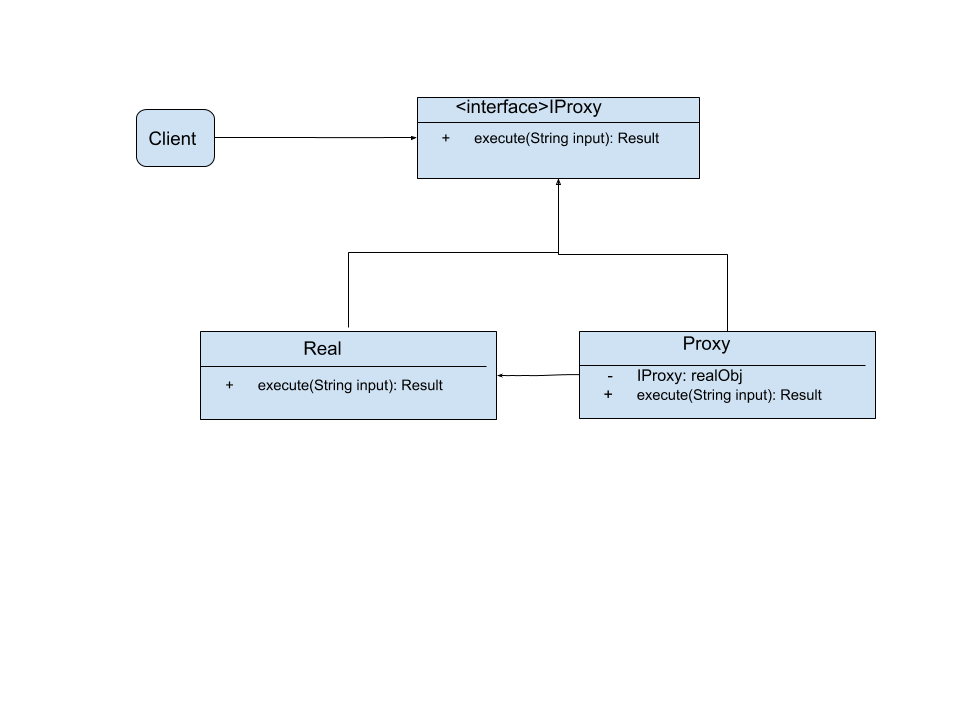 <interface>IProxy
Client
+ execute(String input): Result
Real
+ execute(String input): Result
Proxy
- IProxy: realObj
+ execute(String input): Result